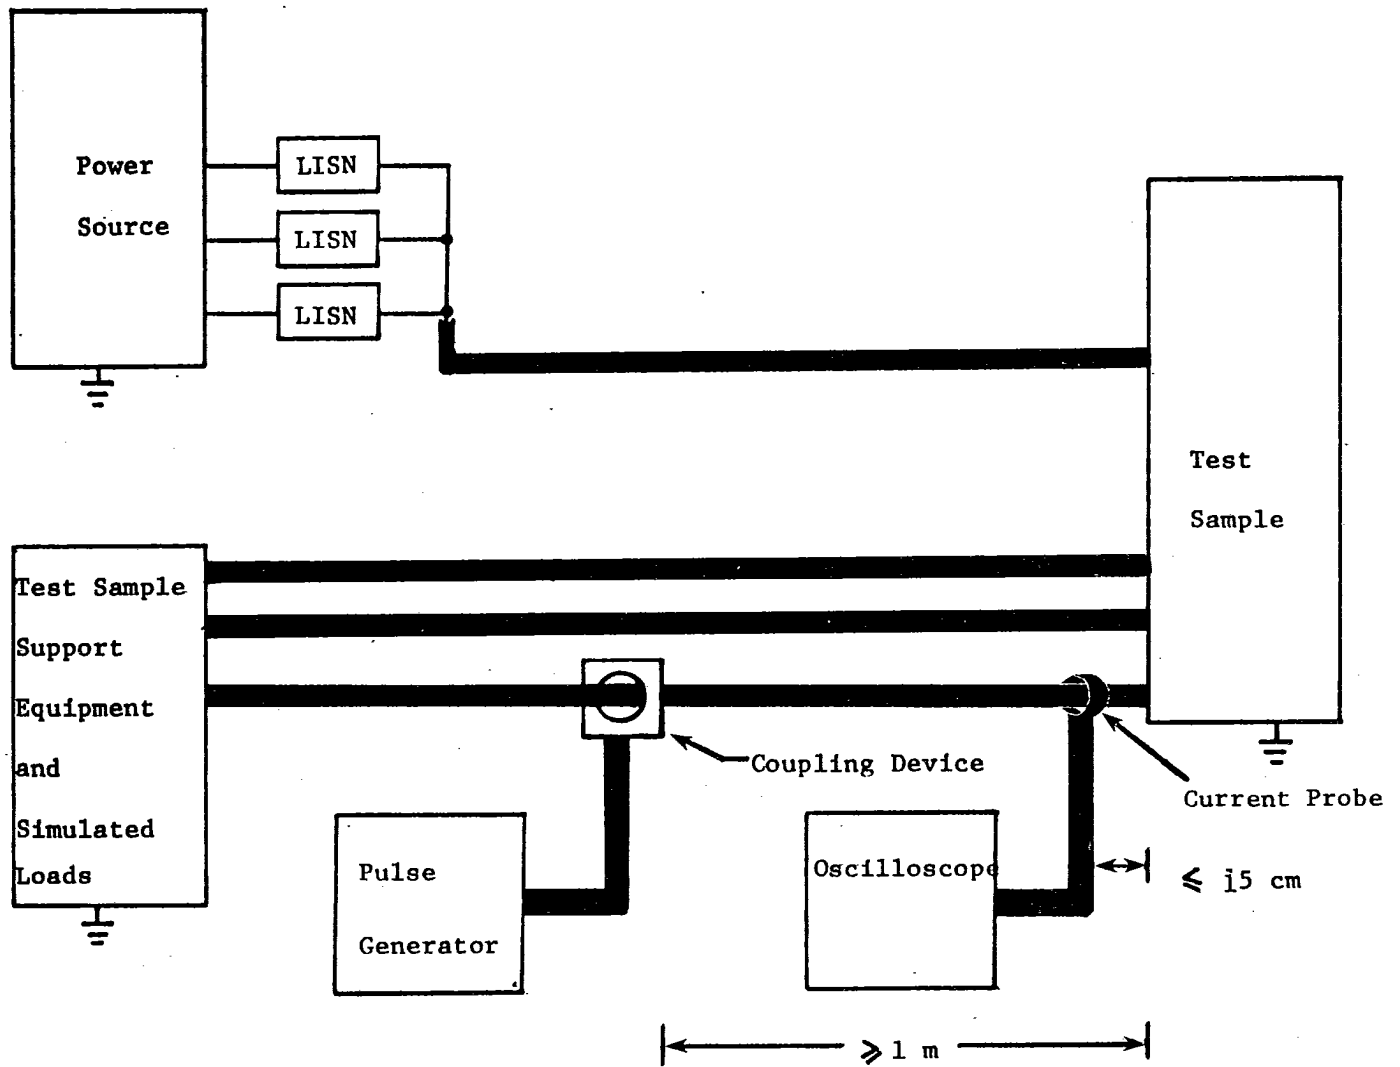 Power
Source
LISN
LISN
LISN
Test
Sample
Test Sample
Support
Equipment
and
Simulated
Loads
Coupling Device
Current Probe
Pulse
Generator
Oscilloscope
≤ j5 cm
≥1 m